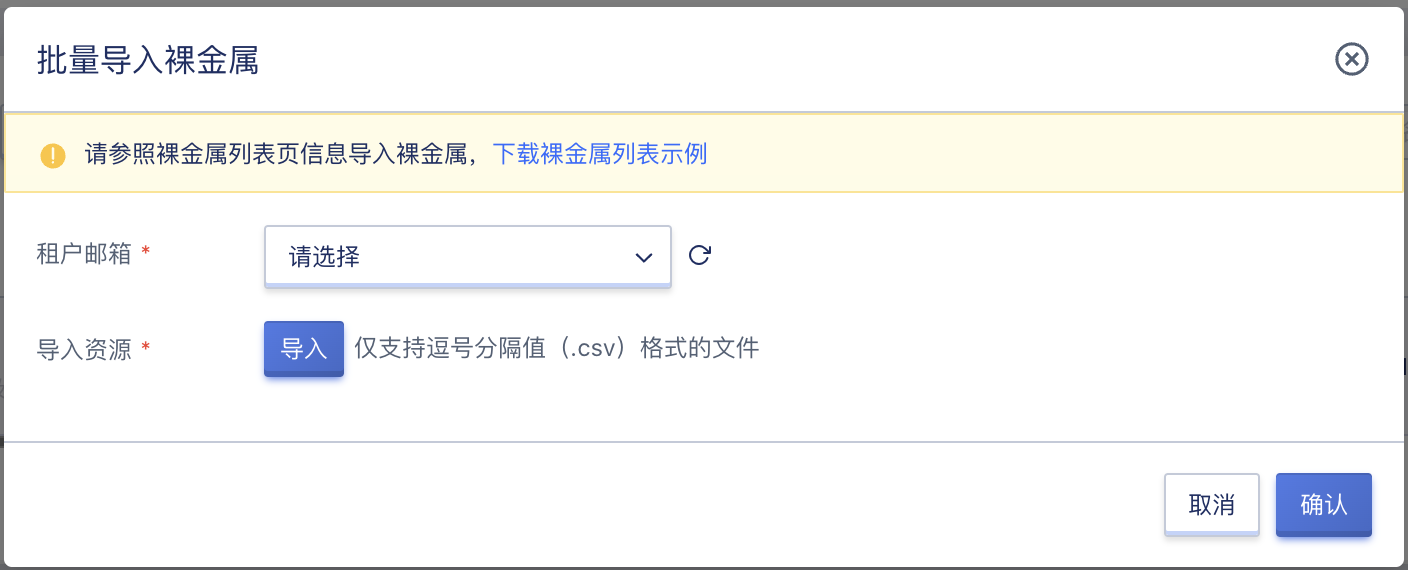 批量导入裸金属
请参照裸金属列表页信息导入裸金属，下载裸金属列表示例
租户邮箱 *
请选择
导入资源 *
导入 仅支持逗号分隔值（.csv）格式的文件
取消
确认